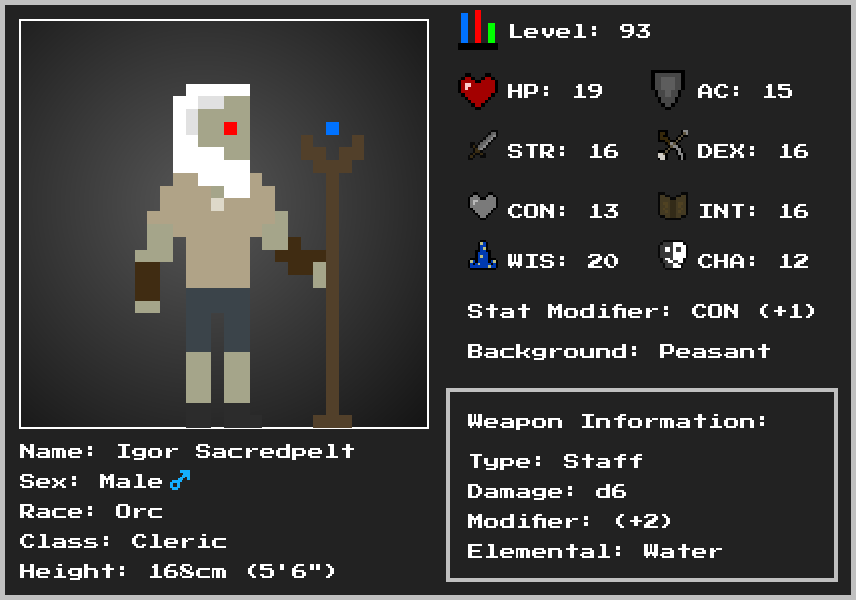 Level: 93
HP: 19 AC: 15
STR: 16 DEX: 16
CON: 13 INT: 16
WIS: 20 CHA: 12
Stat Modifier: CON (+1)
Background: Peasant
Weapon Information:
Type: Staff
Damage: d6
Modifier: (+2)
Elemental: Water
Name: Igor Sacredpelt
Sex: Male ♂
Race: Orc
Class: Cleric
Height: 168cm (5'6")